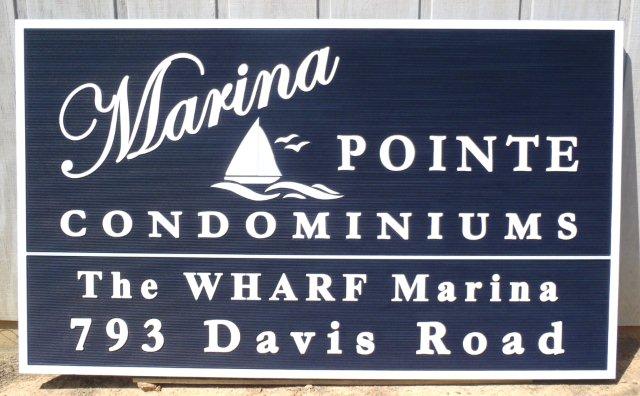 Marina
POINTE
CONDOMINIUMS
The WHARF Marina
793 Davis Road